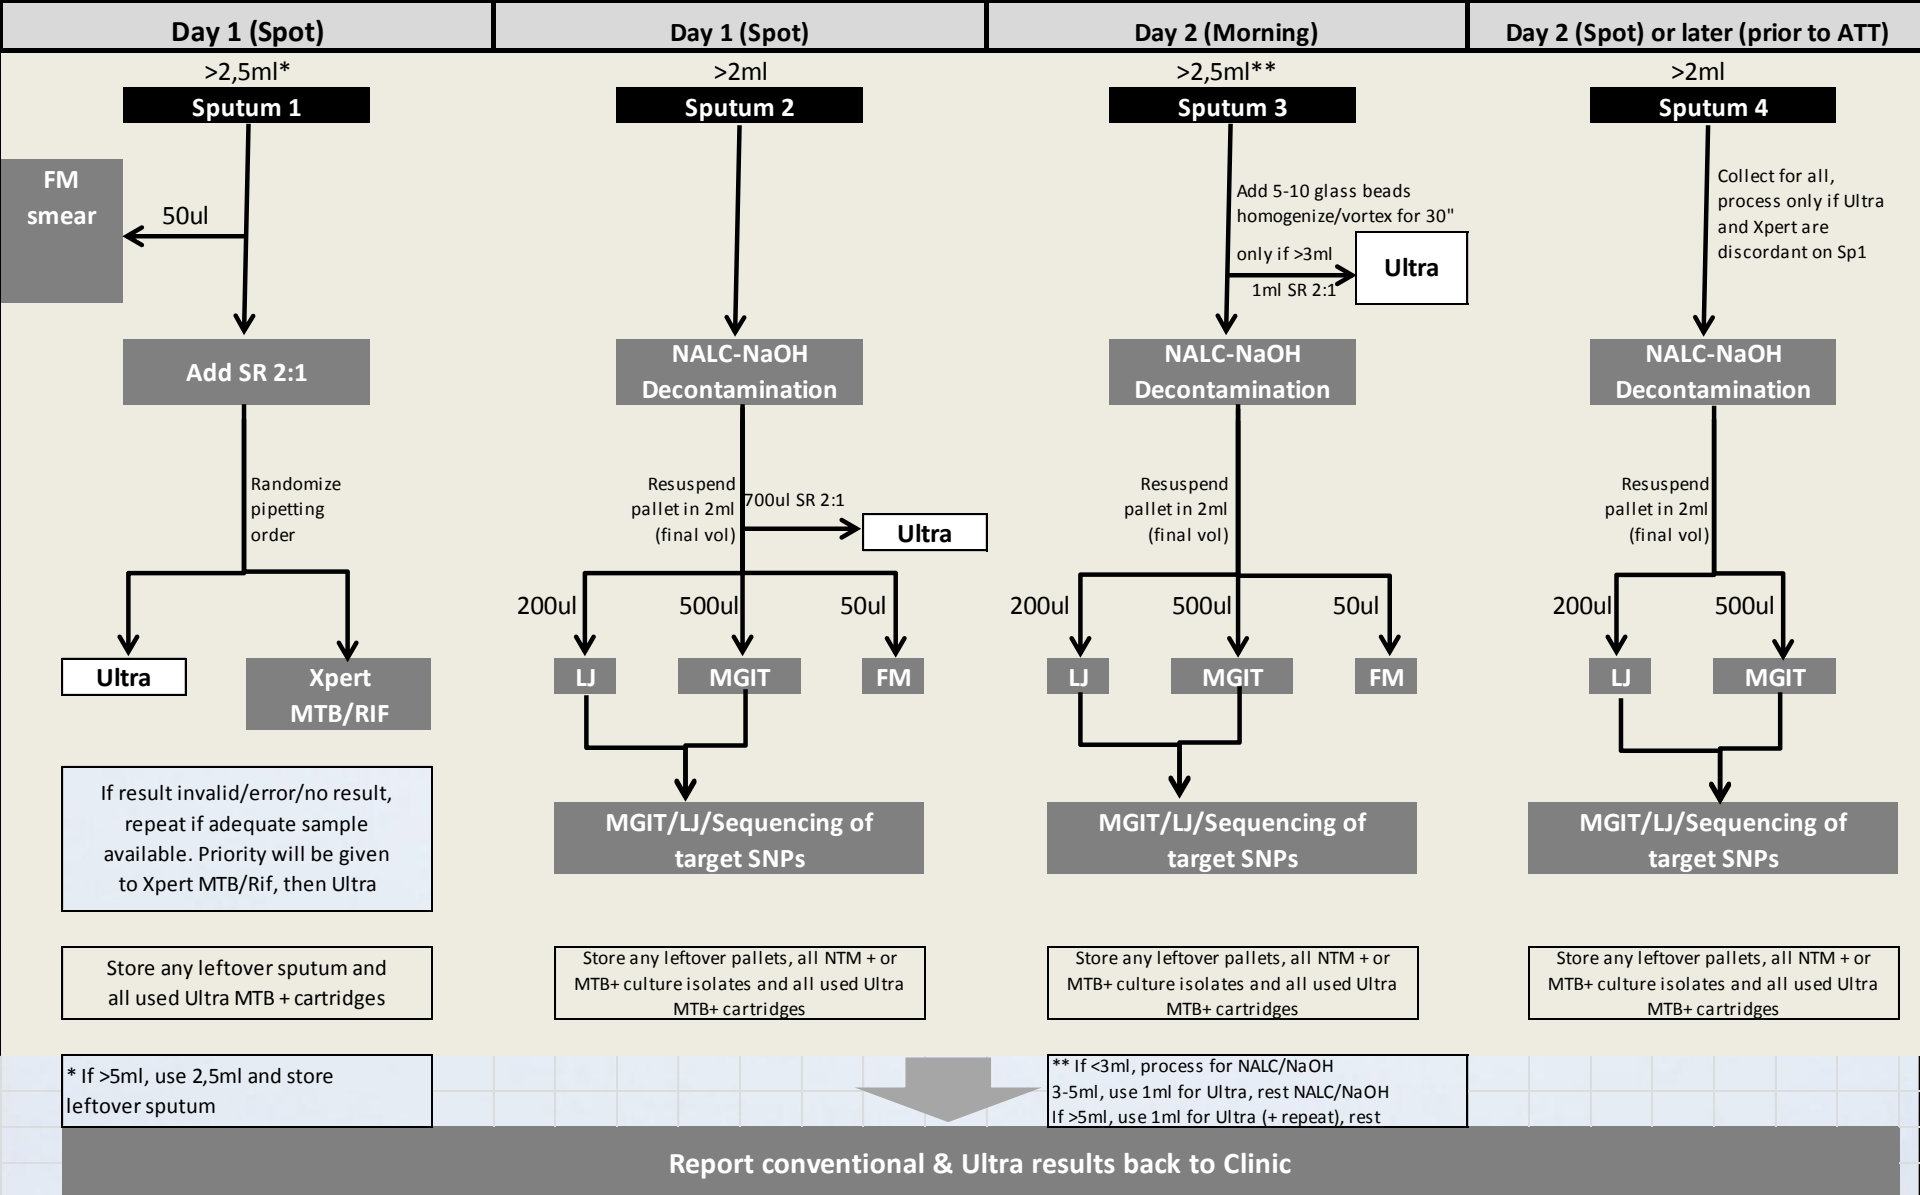 Day 1 (Spot)
Day 1 (Spot)
Day 2 (Morning)
Day 2 (Spot) or later (prior to ATT)
>2,5ml*
Sputum 1
FM
smear
50ul
Add SR 2:1
Randomize
pipetting
order
Ultra
Xpert
MTB/RIF
If result invalid/error/no result,
repeat if adequate sample
available. Priority will be given
to Xpert MTB/Rif, then Ultra
Store any leftover sputum and
all used Ultra MTB + cartridges
* If >5ml, use 2,5ml and store
leftover sputum
>2ml
Sputum 2
NALC-NaOH
Decontamination
Resuspend
pallet in 2ml
(final vol)
700ul SR 2:1
Ultra
200ul
500ul
50ul
LJ
MGIT
FM
MGIT/LJ/Sequencing of
target SNPs
Store any leftover pallets, all NTM + or
MTB+ culture isolates and all used Ultra
MTB+ cartridges
>2,5ml**
Sputum 3
Add 5-10 glass beads
homogenize/vortex for 30"
only if >3ml
1ml SR 2:1
Ultra
NALC-NaOH
Decontamination
Resuspend
pallet in 2ml
(final vol)
200ul
500ul
50ul
LJ
MGIT
FM
MGIT/LJ/Sequencing of
target SNPs
Store any leftover pallets, all NTM + or
MTB+ culture isolates and all used Ultra
MTB+ cartridges
** If <3ml, process for NALC/NaOH
3-5ml, use 1ml for Ultra, rest NALC/NaOH
If >5ml, use 1ml for Ultra (+ repeat), rest
>2ml
Sputum 4
Collect for all,
process only if Ultra
and Xpert are
discordant on Sp1
NALC-NaOH
Decontamination
Resuspend
pallet in 2ml
(final vol)
200ul
500ul
LJ
MGIT
MGIT/LJ/Sequencing of
target SNPs
Store any leftover pallets, all NTM + or
MTB+ culture isolates and all used Ultra
MTB+ cartridges
Report conventional & Ultra results back to Clinic